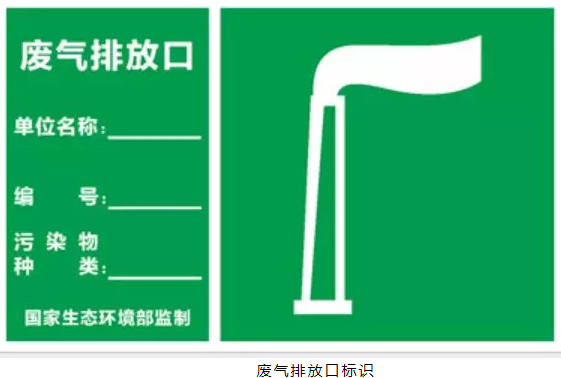 废气排放口
单位名称:
编 号:
污 染 物
种 类:
国家生态环境部监制
废气排放口标识